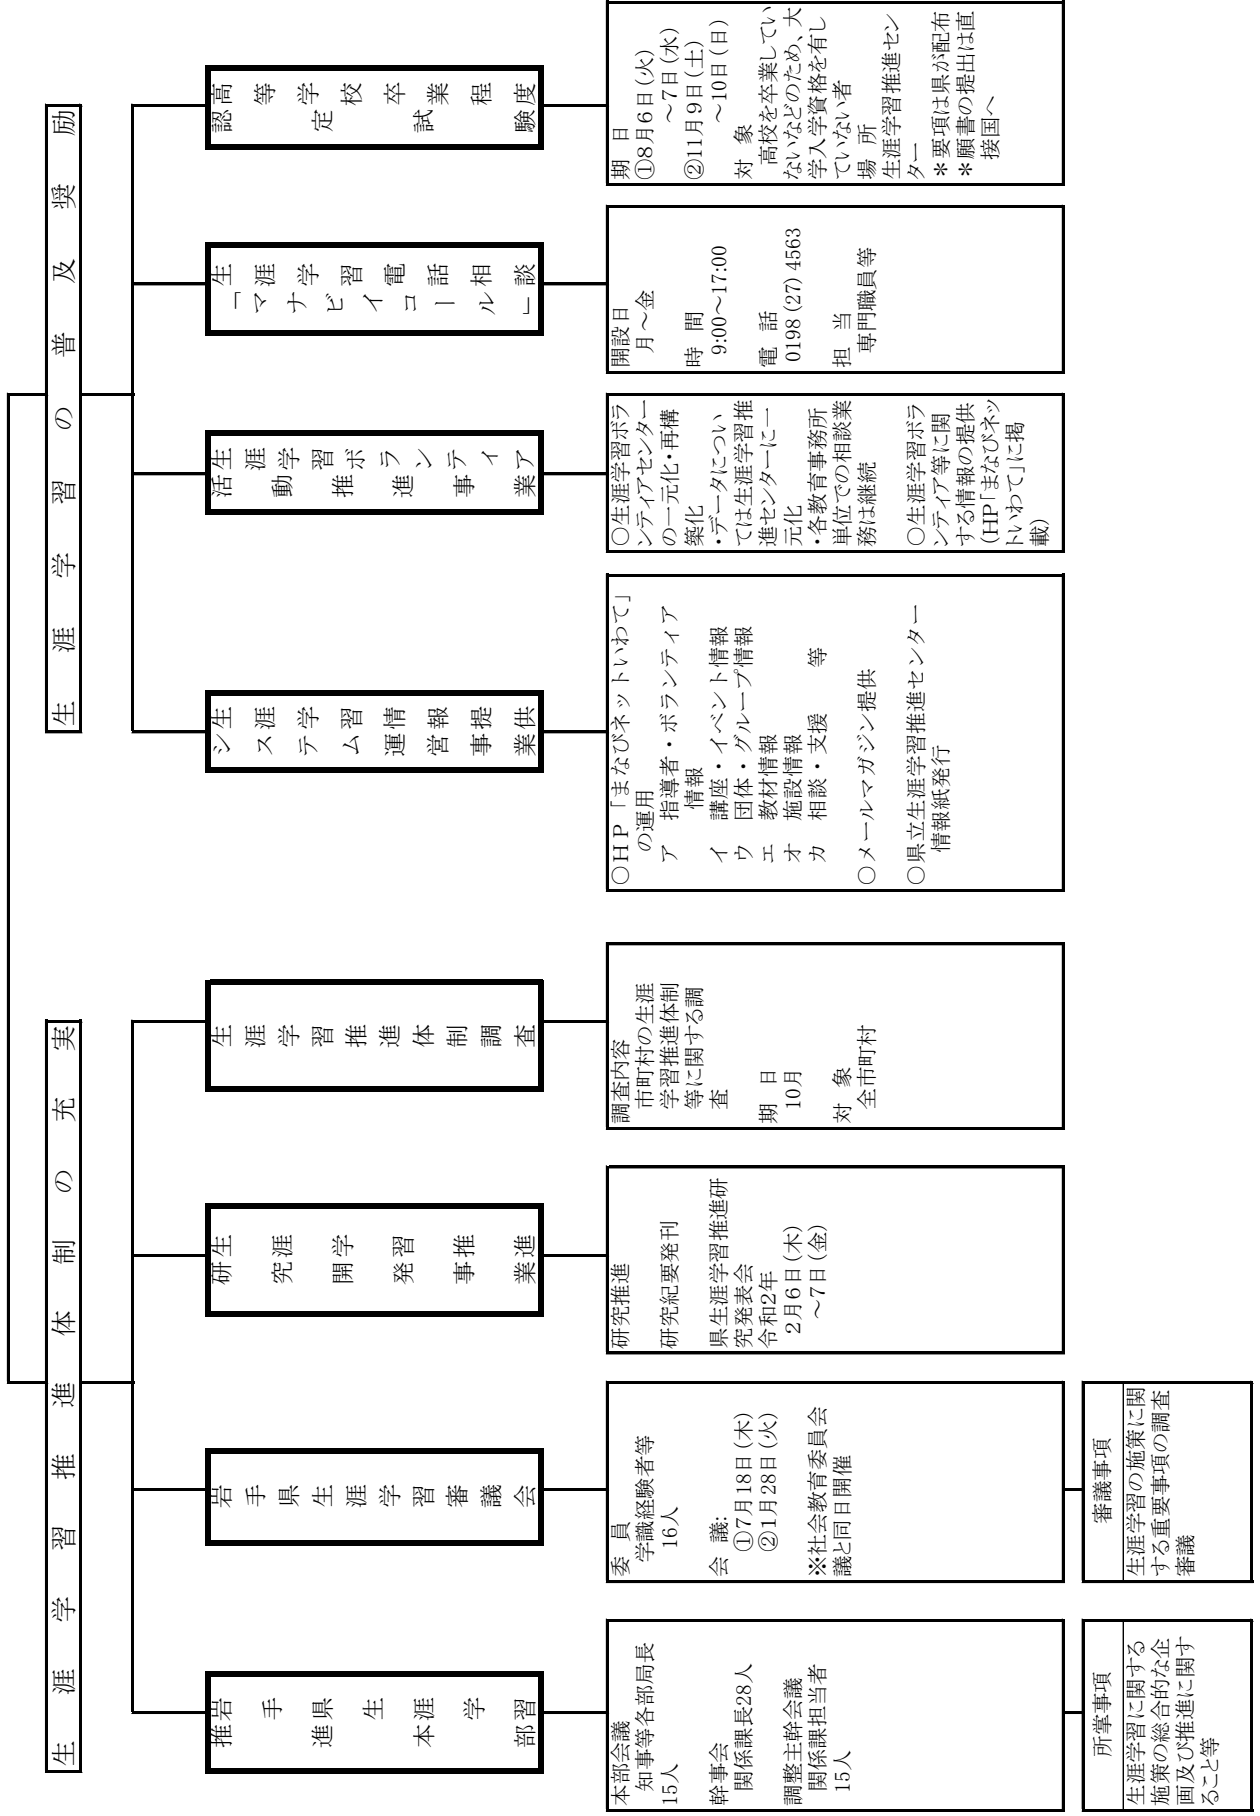 生涯学習推進体制の充実
岩手県生涯学習
推進本部
本部会議
知事等各部局長
15人
幹事会
関係課長28人
調整主幹会議
関係課担当者
15人
所掌事項
生涯学習に関する
施策の総合的な企
画及び推進に関す
ること等
岩手県生涯学習審議会
委 員
学識経験者等
16人
会 議:
①7月18日(木)
②1月28日(火)
※社会教育委員会
議と同日開催
審議事項
生涯学習の施策に関
する重要事項の調査
審議
生涯学習推進
研究開発事業
研究推進
研究紀要発刊
県生涯学習推進研
究発表会
令和2年
2月6日(木)
～7日(金)
生涯学習推進体制調査
調査内容
市町村の生涯
学習推進体制
等に関する調
査
期 日
10月
対 象
全市町村
生涯学習の普及奨励
生涯学習情報提供
システム運営事業
○HP「まなびネットいわて」
の運用
ア 指導者・ボランティア
情報
イ 講座・イベント情報
ウ 団体・グループ情報
エ 教材情報
オ 施設情報
カ 相談・支援 等
○メールマガジン提供
○県立生涯学習推進センター
情報紙発行
生涯学習ボランティア
活動推進事業
○生涯学習ボラ
ンティアセンター
の一元化・再構
築化
・データについ
ては生涯学習推
進センターに一
元化
・各教育事務所
単位での相談業
務は継続
○生涯学習ボラ
ンティア等に関
する情報の提供
(HP「まなびネッ
トいわて」に掲
載)
生涯学習電話相談
「マナビィコール」
開設日
月～金
時 間
9:00～17:00
電 話
0198(27)4563
担 当
専門職員等
高等学校卒業程度
認定試験
期 日
①8月6日(火)
～7日(水)
②11月9日(土)
～10日(日)
対 象
高校を卒業してい
ないなどのため、大
学入学資格を有し
ていない者
場 所
生涯学習推進セン
ター
＊要項は県が配布
＊願書の提出は直
接国へ